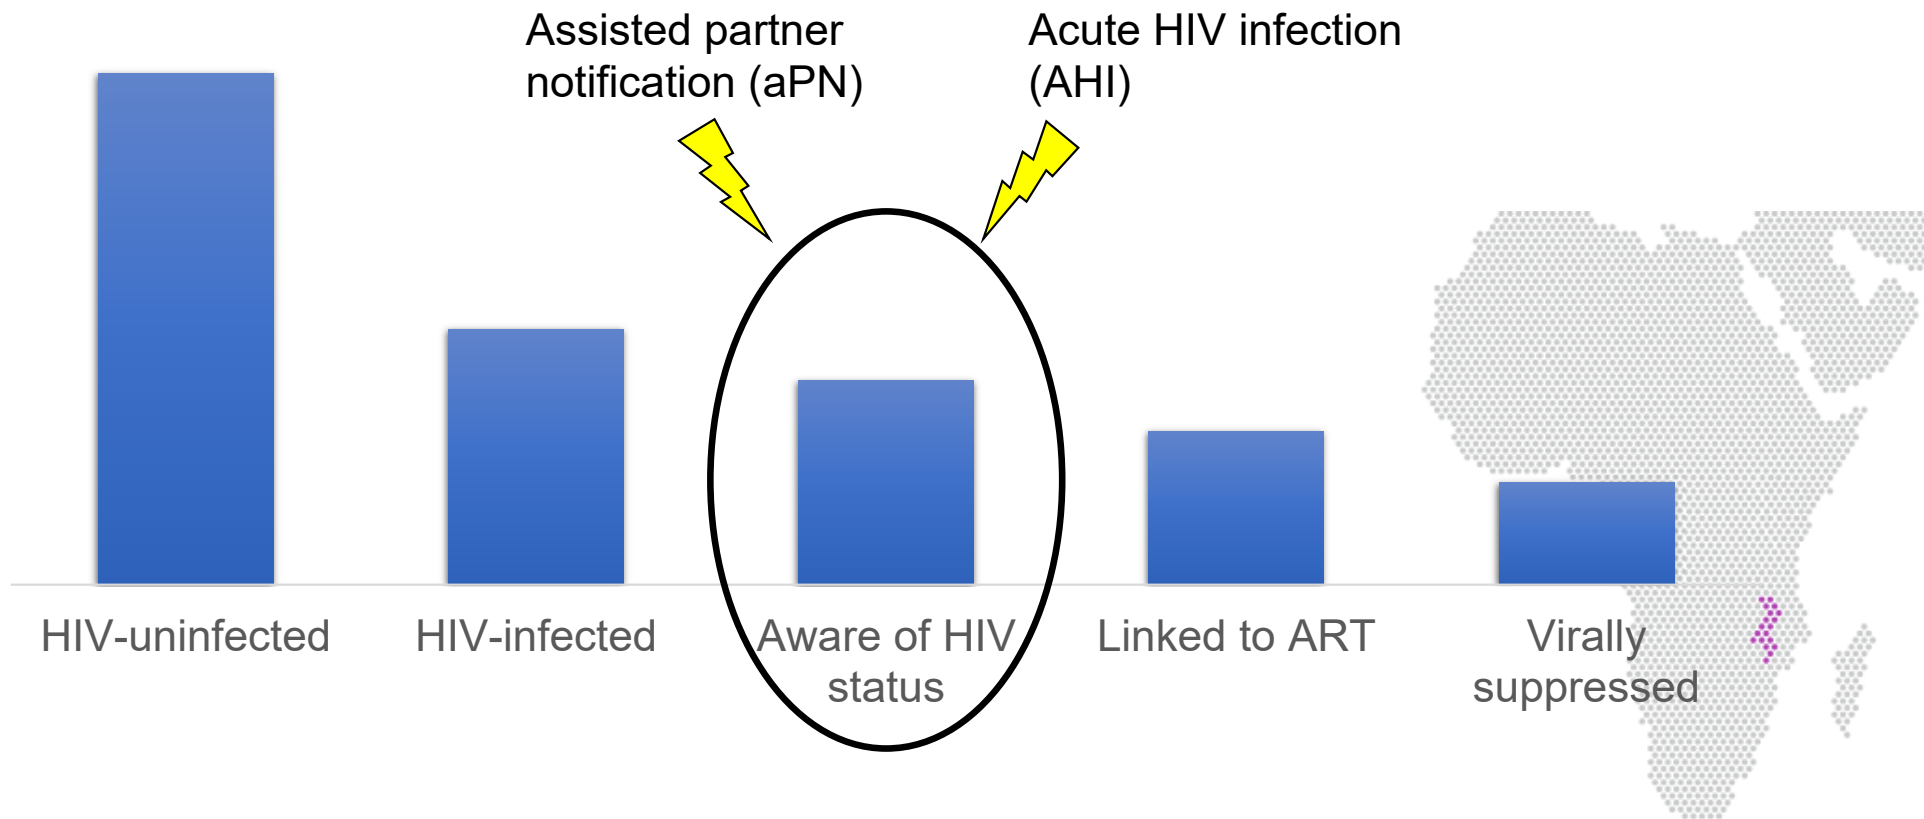 Assisted partner
notification (aPN)
Acute HIV infection
(AHI)
HIV-uninfected
HIV-infected
Aware of HIV
status
Linked to ART
Virally
suppressed